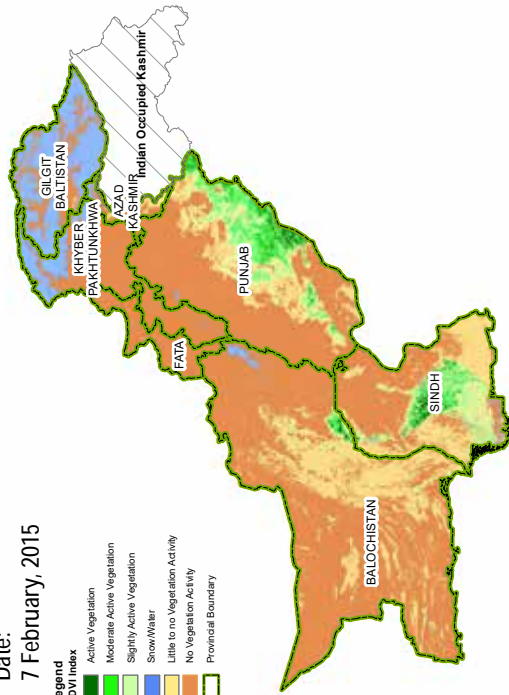 Date:
7 February, 2015
egend
DVI Index
Active Vegetation
Moderate Active Vegetation
Slightly Active Vegetation
Snow/Water
Little to no Vegetation Activity
No Vegetation Activity
Provincial Boundary
GILGIT
BALTISTAN
KHYBER
PAKHTUNKHWA
AZAD
KASHMIR
Indian Occupied Kashmir
FATA
PUNJAB
BALOCHISTAN
SINDH